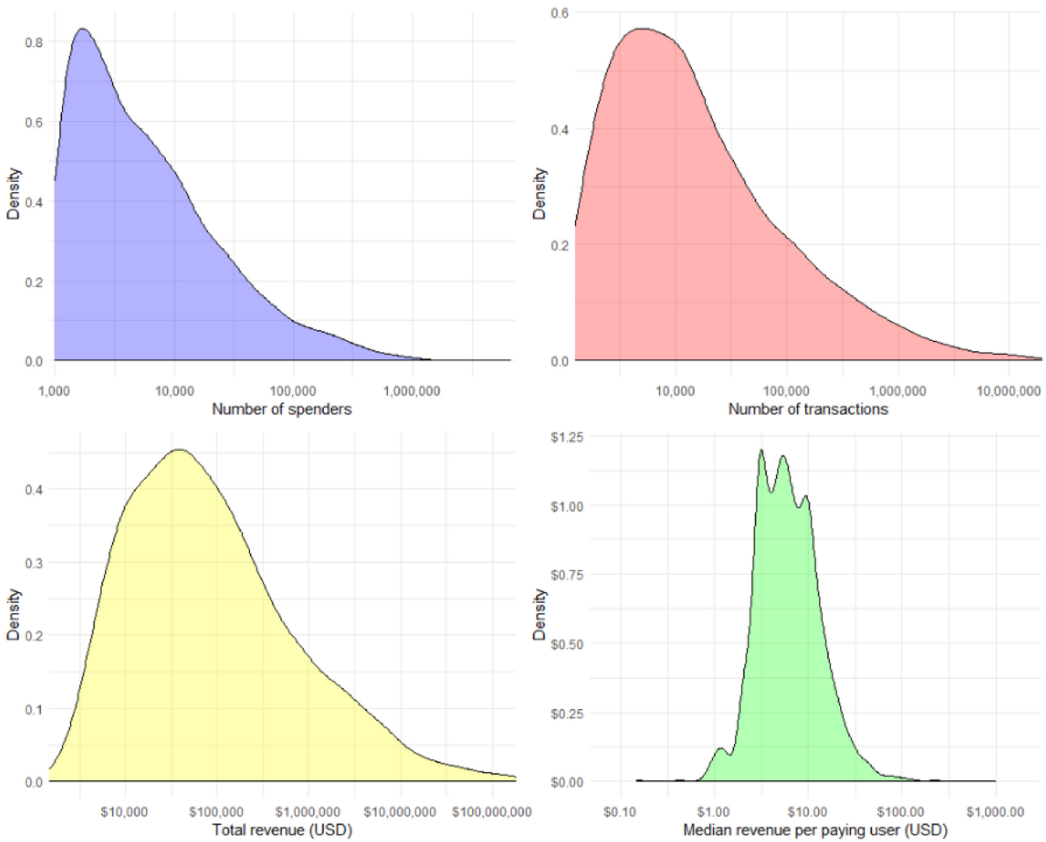 0.8
0.6
0.4
0.2
0.0
Density
1,000 10,000 100,000 1,000,000
Number of spenders
0.6
0.4
0.2
0.0
Density
10,000 100,000 1,000,000 10,000,000
Number of transactions
0.4
0.3
0.2
0.1
0.0
Density
$10,000 $100,000 $1,000,000 $10,000,000 $100,000,000
Total revenue (USD)
$1.25
$1.00
$0.75
$0.50
$0.25
$0.00
Density
$0.10 $1.00 $10.00 $100.00 $1,000.00
Median revenue per paying user (USD)